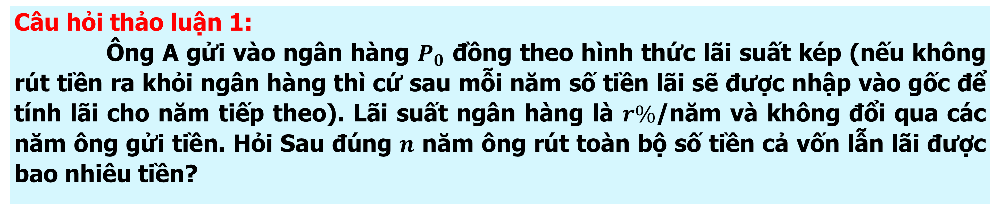 Câu hỏi thảo luận 1:
Ông A gửi vào ngân hàng P₀ đồng theo hình thức lãi suất kép (nếu không
rút tiền ra khỏi ngân hàng thì cứ sau mỗi năm số tiền lãi sẽ được nhập vào gốc để
tính lãi cho năm tiếp theo). Lãi suất ngân hàng là r%/năm và không đổi qua các
năm ông gửi tiền. Hỏi Sau đúng n năm ông rút toàn bộ số tiền cả vốn lẫn lãi được
bao nhiêu tiền?